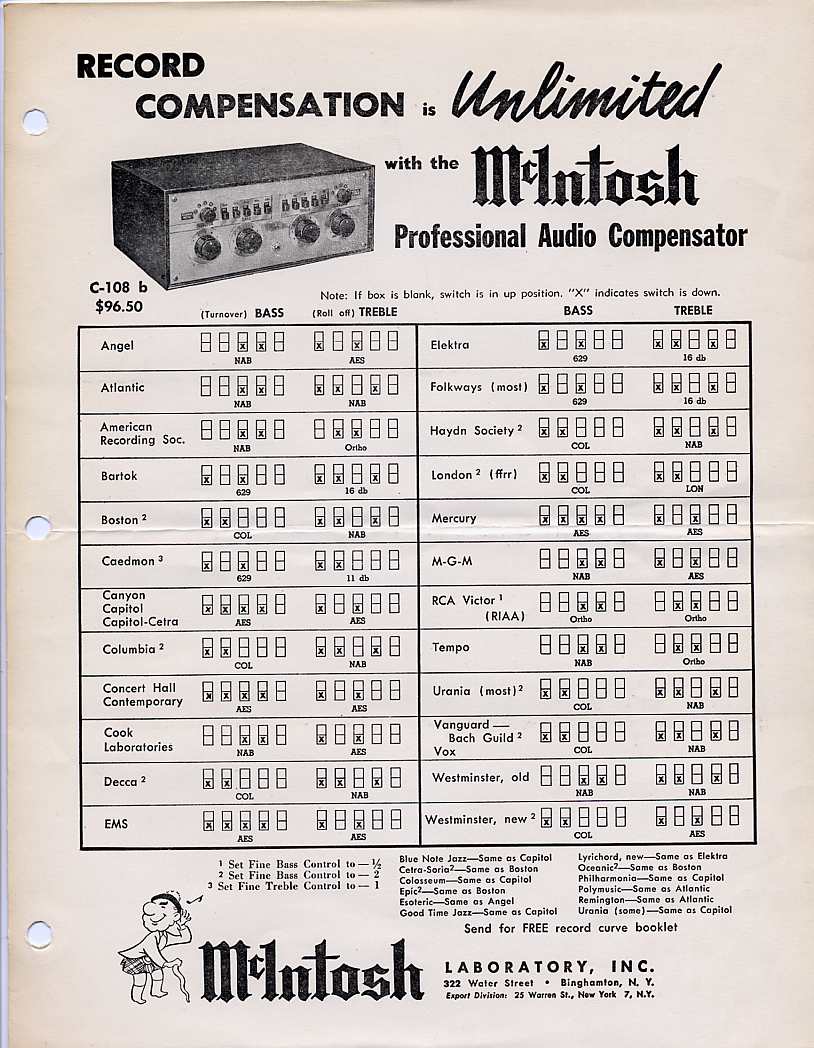 RECORD
COMPENSATION is Unlimited
with the McIntosh
Professional Audio Compensator
C-108 b
$96.50
Note: If box is blank, switch is in up position. "X" indicates switch is down.
(Turnover) BASS (Roll off) TREBLE BASS TREBLE
Angel X X X X
NAB AES
Elektra X X X X X
629 16 db
Atlantic X X X X X
NAB NAB
Folkways (most) X X X X X
629 16 db
American
Recording Soc. X X X X
NAB Ortho
Haydn Society 2 X X X X X
COL NAB
Bartok X X X X X
629 16 db
London 2 (ffrr) X X X X
COL LON
Boston 2 X X X X X
COL NAB
Mercury X X X X X X
AES AES
Caedmon 3 X X X X
629 11 db
M-G-M X X X X
NAB AES
Canyon
Capitol
Capitol-Cetra X X X X X X
AES AES
RCA Victor 1
(RIAA) X X X X
Ortho Ortho
Columbia 2 X X X X X
COL NAB
Tempo X X X X
NAB Ortho
Concert Hall
Contemporary X X X X X X
AES AES
Urania (most) 2 X X X X X
COL NAB
Cook
Laboratories X X X X
NAB AES
Vanguard —
Bach Guild 2
Vox X X X X X
COL NAB
Decca 2 X X X X X
COL NAB
Westminster, old X X X X X
NAB NAB
EMS X X X X X X
AES AES
Westminster, new 2 X X X X
COL AES
1 Set Fine Bass Control to — ½
2 Set Fine Bass Control to — 2
3 Set Fine Treble Control to — 1
Blue Note Jazz—Same as Capitol
Cetra-Soria2—Same as Boston
Colosseum—Same as Capitol
Epic2—Same as Boston
Esoteric—Same as Angel
Good Time Jazz—Same as Capitol
Lyrichord, new—Same as Elektra
Oceanic2—Same as Boston
Philharmonia—Same as Capitol
Polymusic—Same as Atlantic
Remington—Same as Atlantic
Urania (some)—Same as Capitol
Send for FREE record curve booklet
McIntosh LABORATORY, INC.
322 Water Street • Binghamton, N. Y.
Export Division: 25 Warren St., New York 7, N.Y.